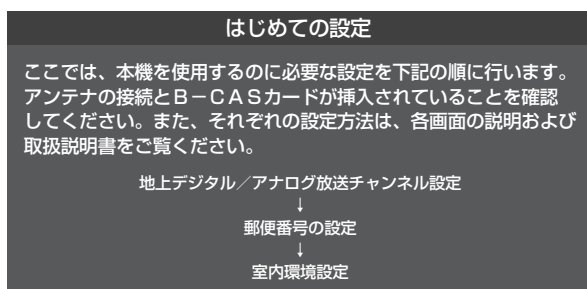 はじめての設定
ここでは、本機を使用するのに必要な設定を下記の順に行います。
アンテナの接続とＢ－ＣＡＳカードが挿入されていることを確認
してください。また、それぞれの設定方法は、各画面の説明および
取扱説明書をご覧ください。
地上デジタル／アナログ放送チャンネル設定
↓
郵便番号の設定
↓
室内環境設定